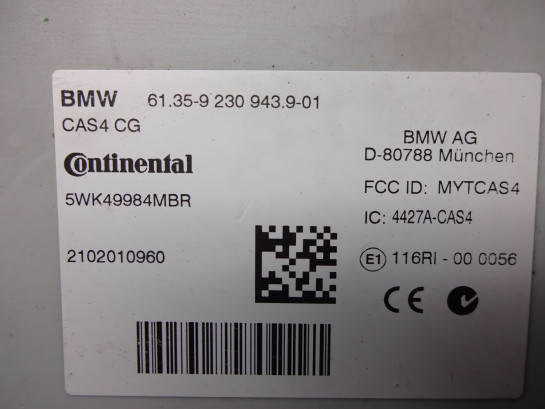 BMW 61.35-9 230 943.9-01
CAS4 CG
Continental
5WK49984MBR
2102010960
BMW AG
D-80788 München
FCC ID: MYTCAS4
IC: 4427A-CAS4
E1 116RI - 00 0056
CE